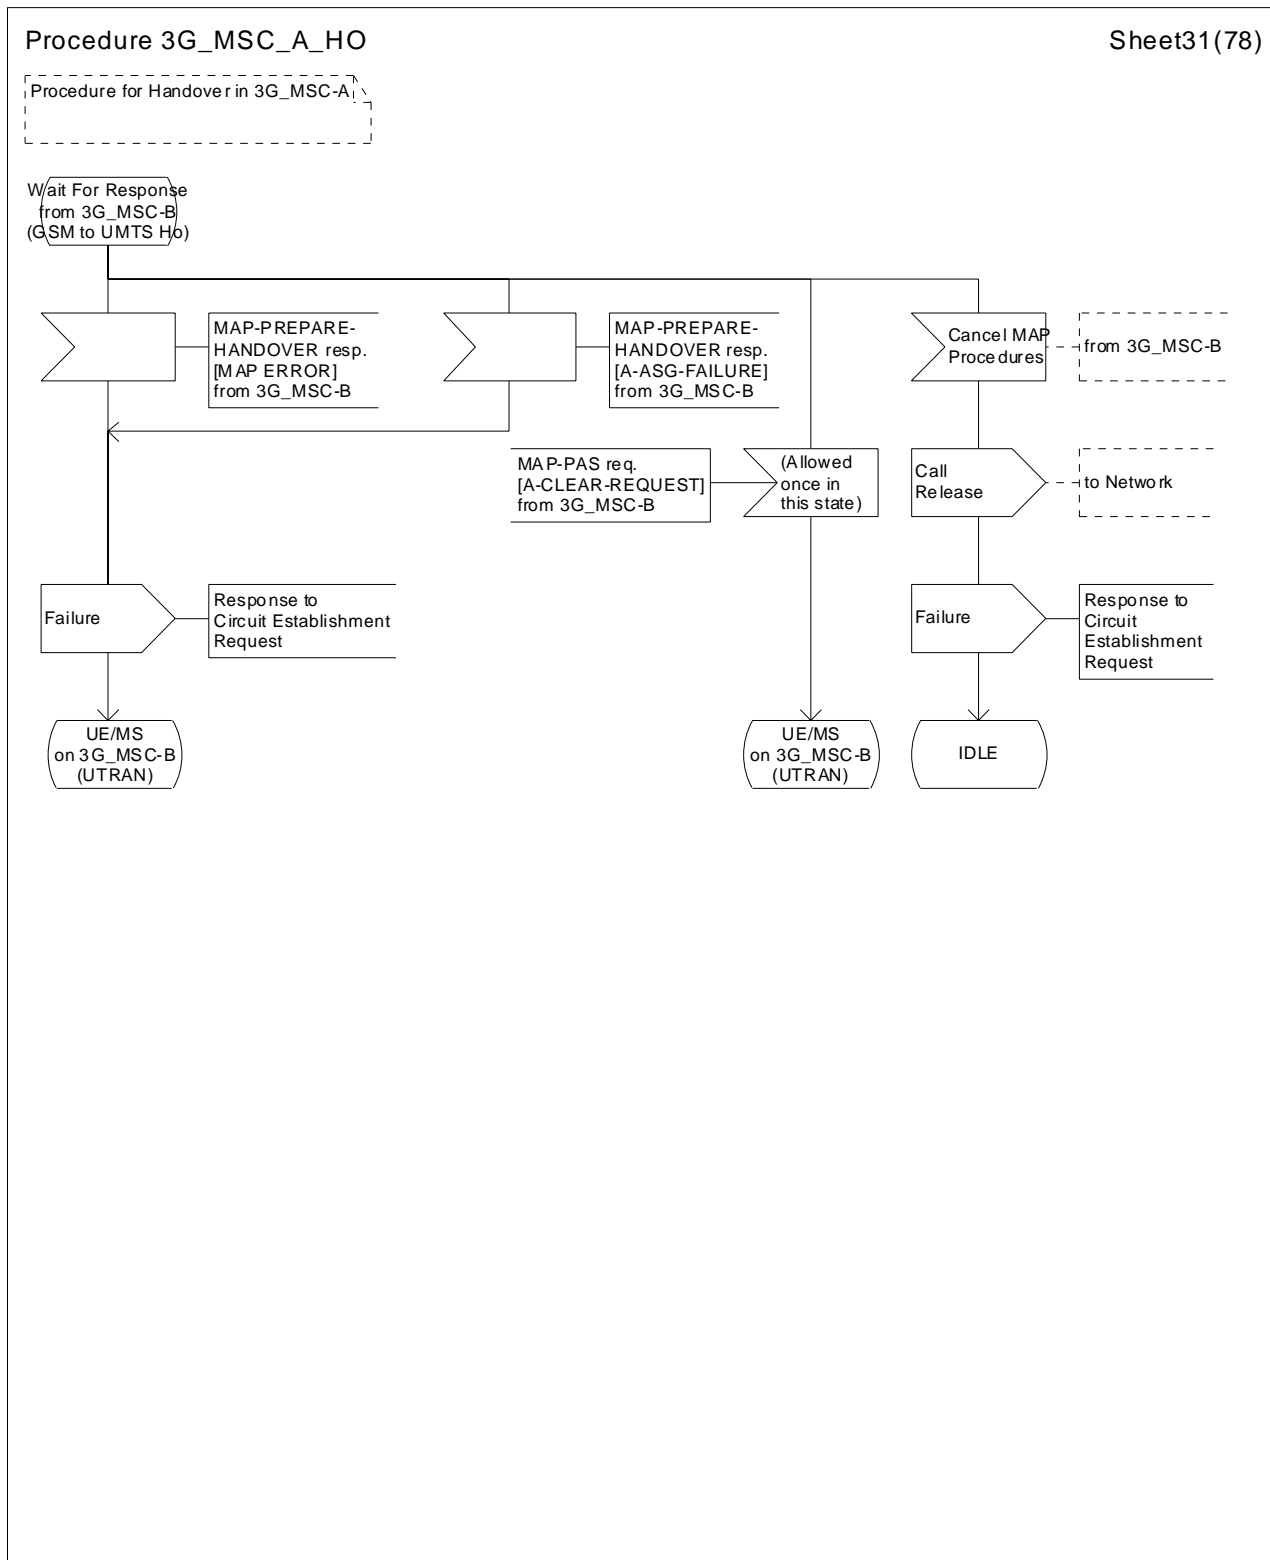 Procedure 3G_MSC_A_HO
Sheet31(78)
Procedure for Handover in 3G_MSC-A
Wait For Response
from 3G_MSC-B
(GSM to UMTS Ho)
MAP-PREPARE-
HANDOVER resp.
[MAP ERROR]
from 3G_MSC-B
MAP-PREPARE-
HANDOVER resp.
[A-ASG-FAILURE]
from 3G_MSC-B
Cancel MAP
Procedures
from 3G_MSC-B
MAP-PAS req.
[A-CLEAR-REQUEST]
from 3G_MSC-B
(Allowed
once in
this state)
Call
Release
to Network
Failure
Response to
Circuit Establishment
Request
Failure
Response to
Circuit
Establishment
Request
UE/MS
on 3G_MSC-B
(UTRAN)
UE/MS
on 3G_MSC-B
(UTRAN)
IDLE